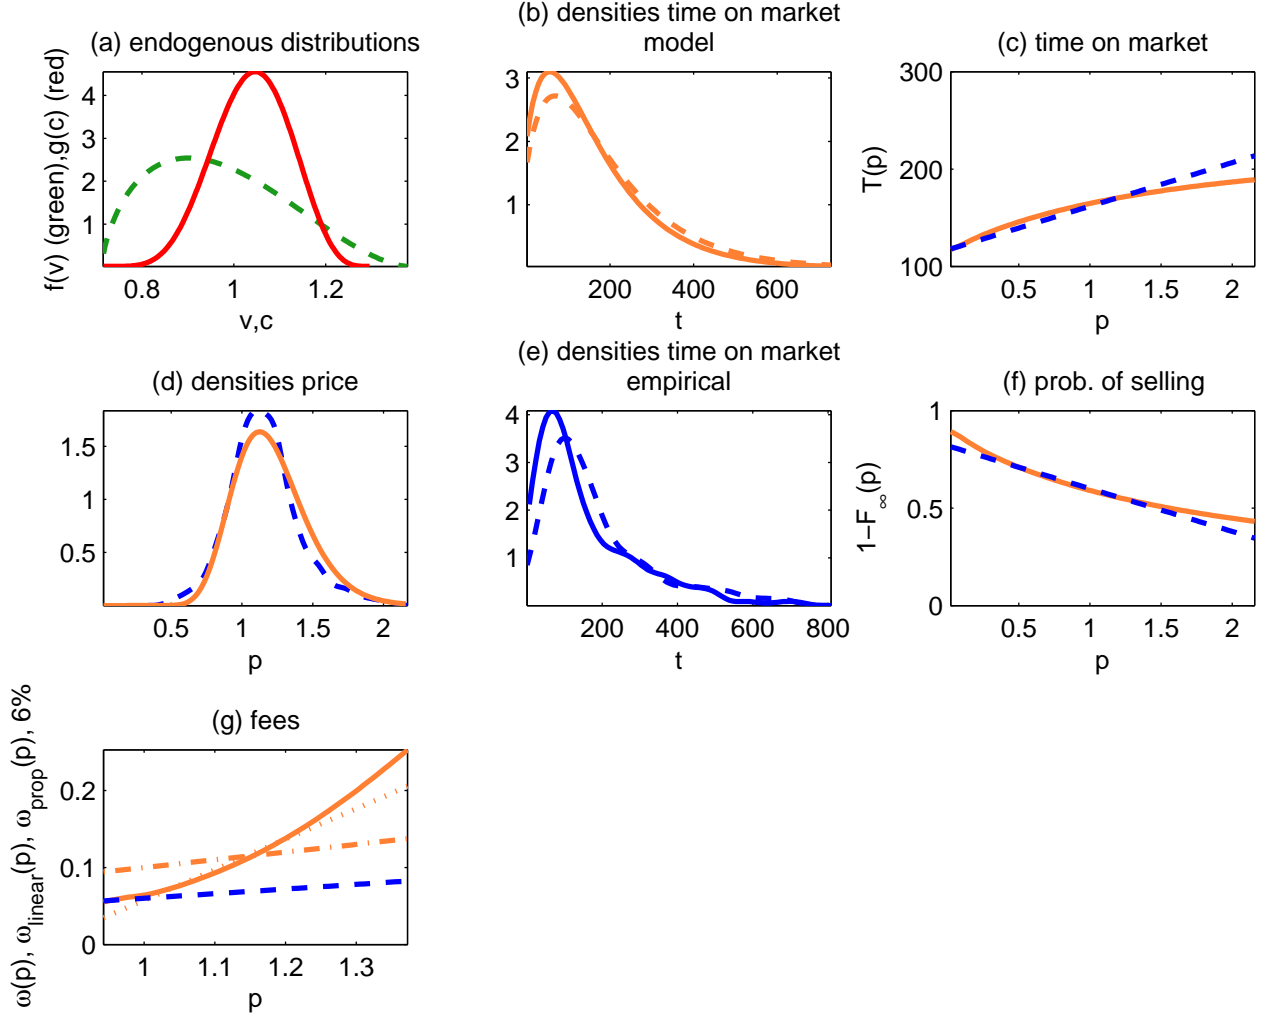 (a) endogenous distributions
f(v) (green),g(c) (red)
4
3
2
1
0.8 1 1.2
v,c
(b) densities time on market
model
3
2
1
200 400 600
t
(c) time on market
T(p)
300
200
100
0.5 1 1.5 2
p
(d) densities price
1.5
1
0.5
0.5 1 1.5 2
p
(e) densities time on market
empirical
4
3
2
1
200 400 600 800
t
(f) prob. of selling
1−F∞(p)
1
0.5
0
0.5 1 1.5 2
p
(g) fees
ω(p), ωlinear(p), ωprop(p), 6%
0.2
0.1
0
1 1.1 1.2 1.3
p